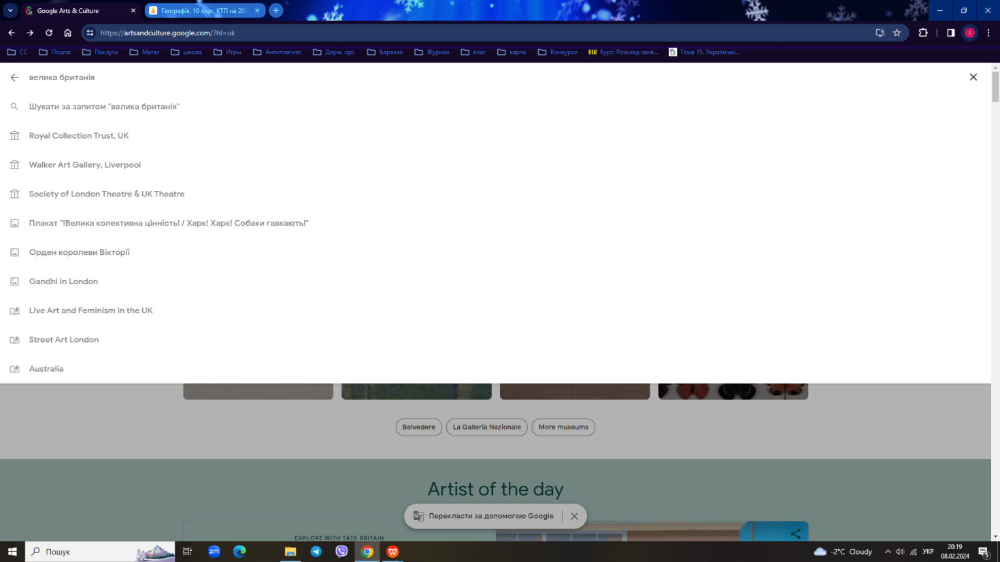 Google Arts & Culture
Географія, 10 клас, КТП на 202
https://artsandculture.google.com/?hl=uk
СС
Пошта
Послуги
Магаз
школа
Игры
Антиплагиат
Держ. орг.
Барахло
Журнал
клас
карти
Конкурси
Курс: Розклад заня...
Тема 15. Українські...
велика британія
Шукати за запитом "велика британія"
Royal Collection Trust, UK
Walker Art Gallery, Liverpool
Society of London Theatre & UK Theatre
Плакат "!Велика колективна цінність! / Харк! Харк! Собаки гавкають!"
Орден королеви Вікторії
Gandhi In London
Live Art and Feminism in the UK
Street Art London
Australia
Belvedere
La Galleria Nazionale
More museums
Artist of the day
Перекласти за допомогою Google
EXPLORE WITH TATE BRITAIN
Пошук
zm
-2°C Cloudy
УКР
20:19
08.02.2024
5